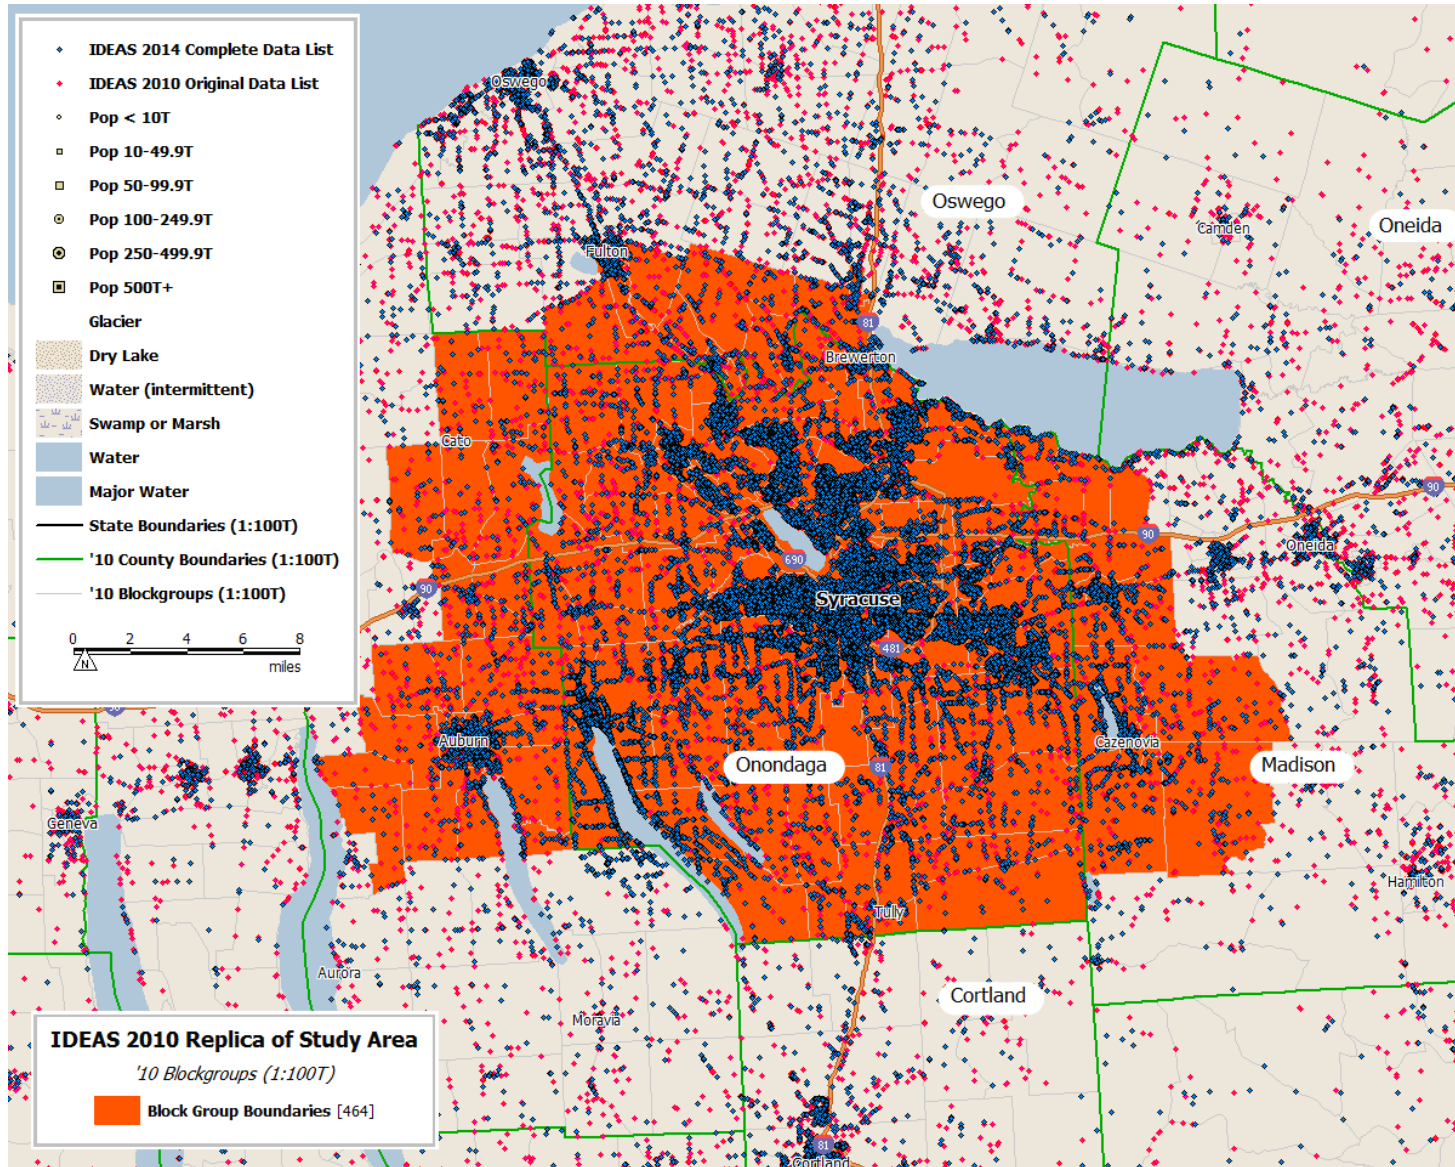 IDEAS 2014 Complete Data List
IDEAS 2010 Original Data List
Pop < 10T
Pop 10-49.9T
Pop 50-99.9T
Pop 100-249.9T
Pop 250-499.9T
Pop 500T+
Glacier
Dry Lake
Water (intermittent)
Swamp or Marsh
Water
Major Water
State Boundaries (1:100T)
'10 County Boundaries (1:100T)
'10 Blockgroups (1:100T)
0 2 4 6 8
miles
N
Oswego
Oswego
Camden
Oneida
Fulton
81
Brewerton
Cato
90
90
690
Oneida
90
Syracuse
481
Auburn
Cazenovia
Onondaga
81
Madison
Geneva
Hamilton
Tully
Aurora
Cortland
Moravia
81
Cortland
IDEAS 2010 Replica of Study Area
'10 Blockgroups (1:100T)
Block Group Boundaries [464]